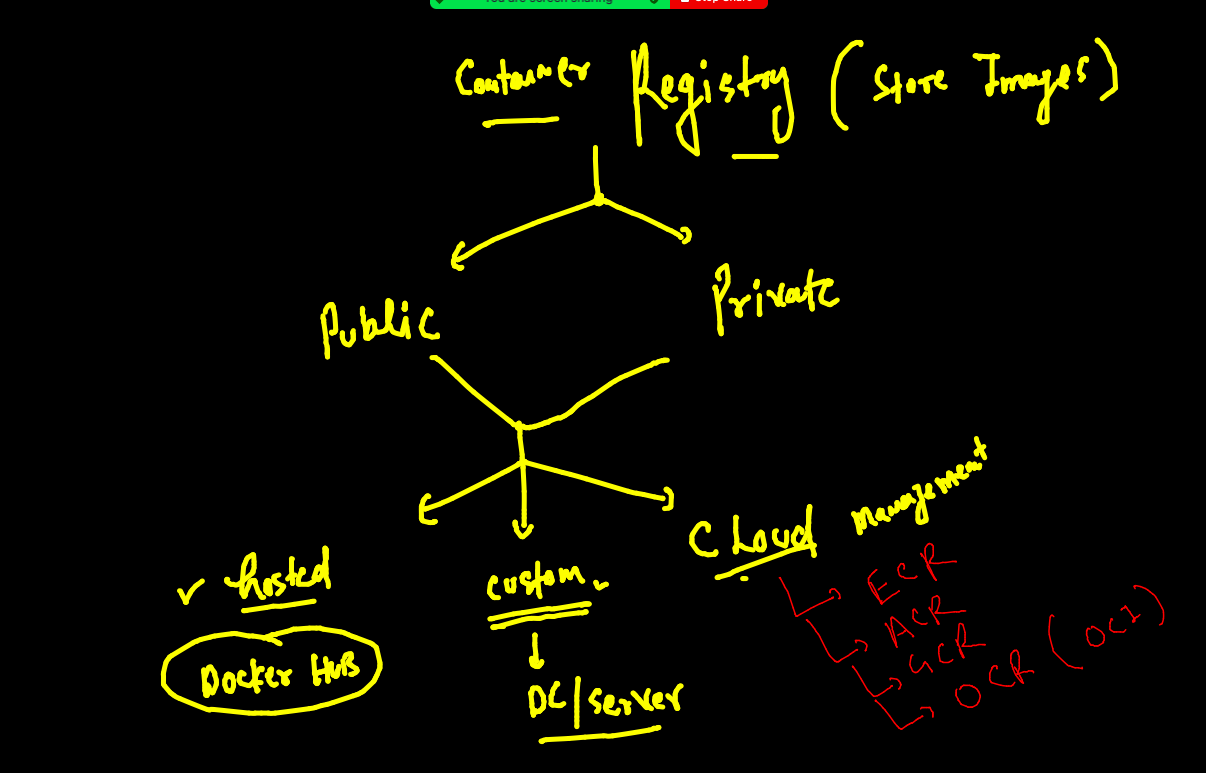 You are screen sharing Stop Share
Container Registry (Store Images)
Public
Private
hosted
custom
Cloud Management
Docker HUB
DC/server
ECR
ACR
GCR
OCR (OCI)